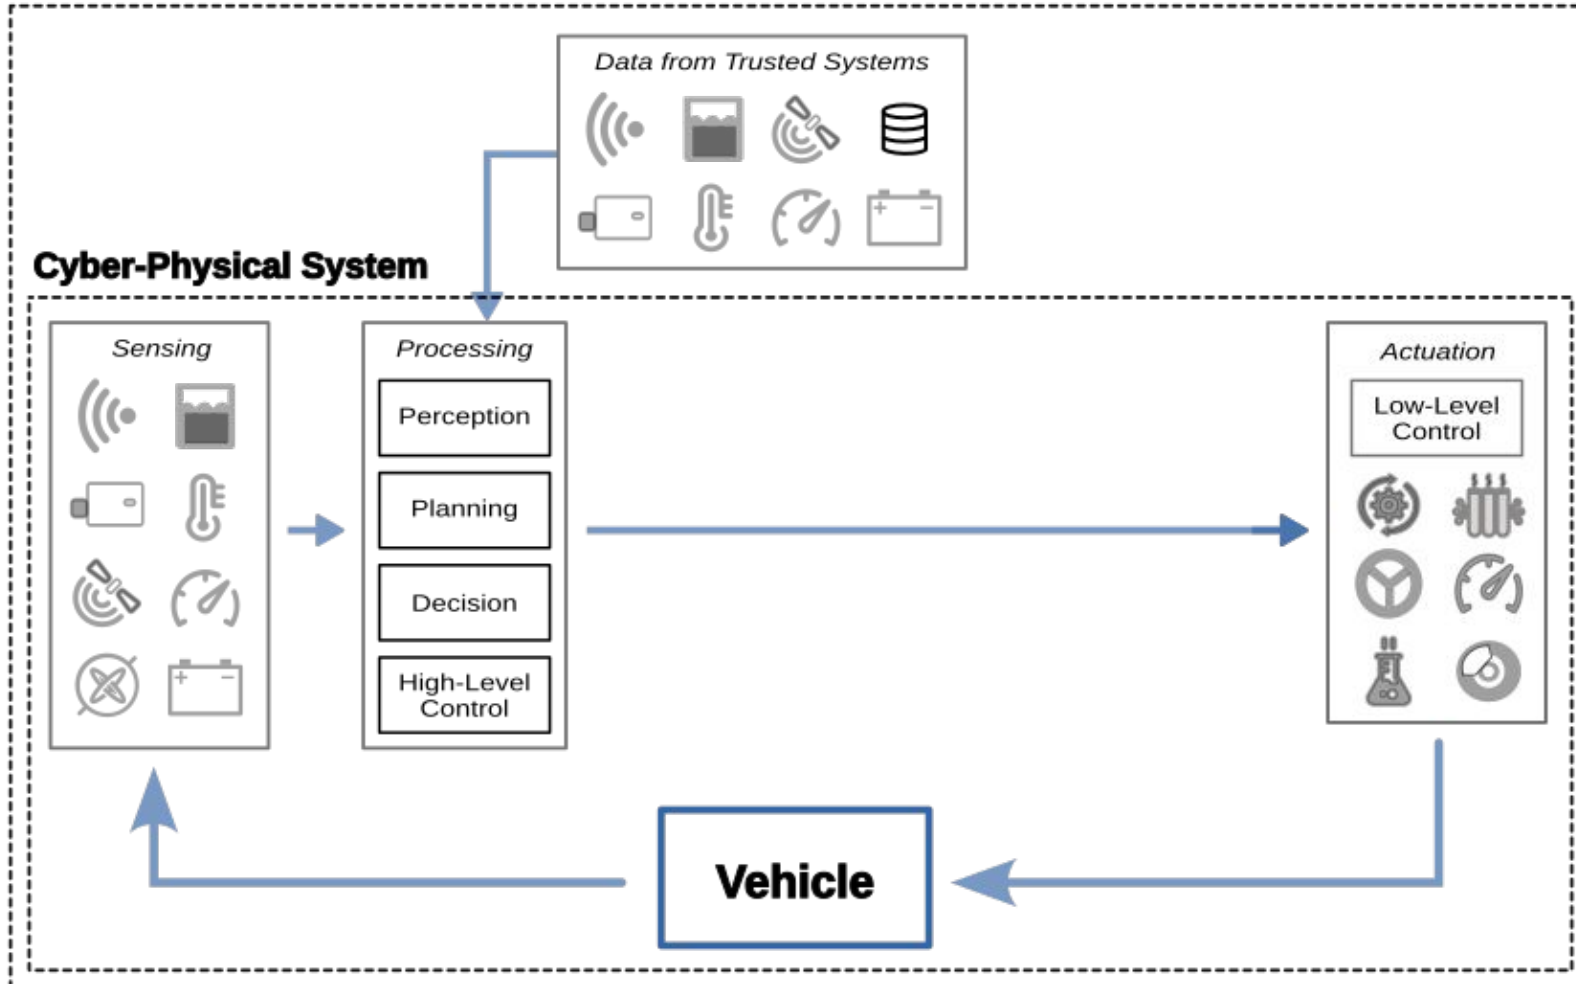 Data from Trusted Systems
Cyber-Physical System
Sensing
Processing
Perception
Planning
Decision
High-Level
Control
Actuation
Low-Level
Control
Vehicle